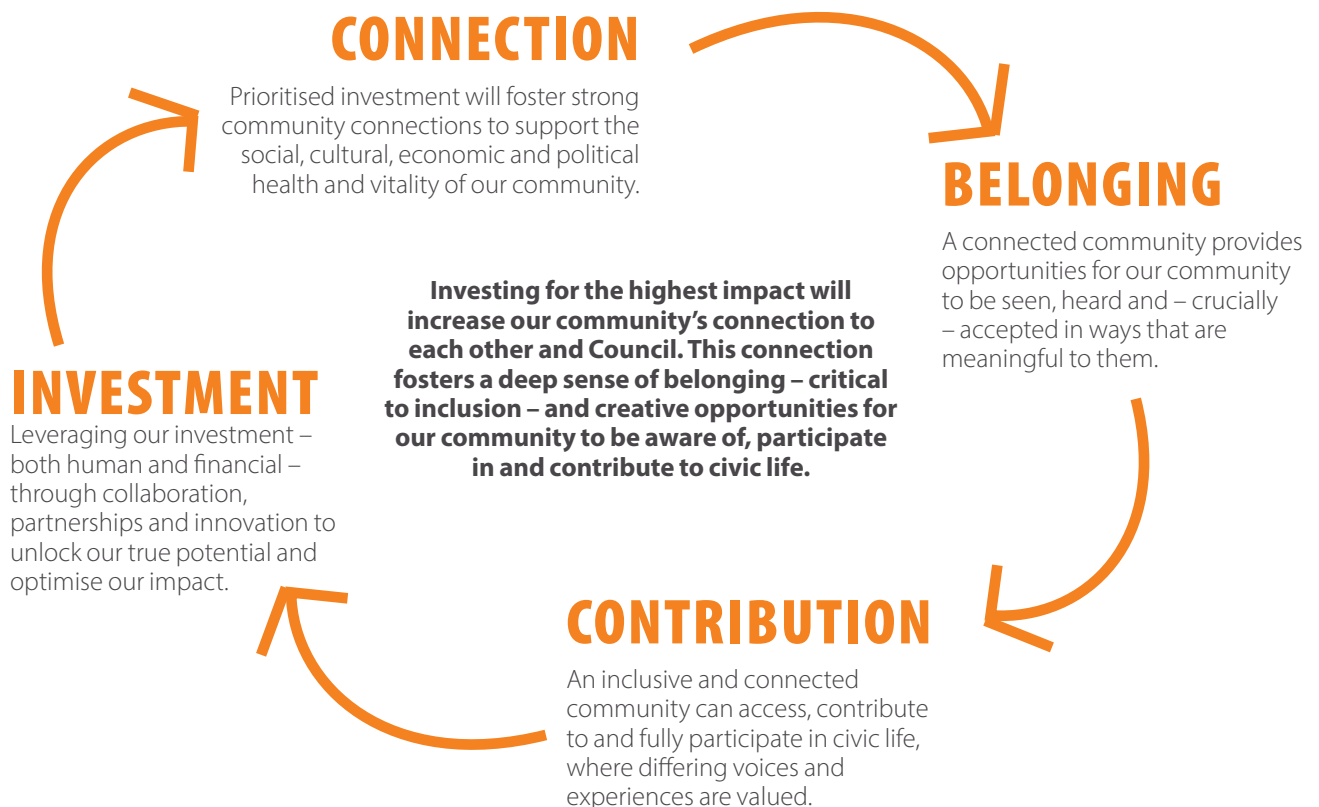 CONNECTION
Prioritised investment will foster strong
community connections to support the
social, cultural, economic and political
health and vitality of our community.
BELONGING
A connected community provides
opportunities for our community
to be seen, heard and – crucially
– accepted in ways that are
meaningful to them.
Investing for the highest impact will
increase our community’s connection to
each other and Council. This connection
fosters a deep sense of belonging – critical
to inclusion – and creative opportunities for
our community to be aware of, participate
in and contribute to civic life.
INVESTMENT
Leveraging our investment –
both human and financial –
through collaboration,
partnerships and innovation to
unlock our true potential and
optimise our impact.
CONTRIBUTION
An inclusive and connected
community can access, contribute
to and fully participate in civic life,
where differing voices and
experiences are valued.